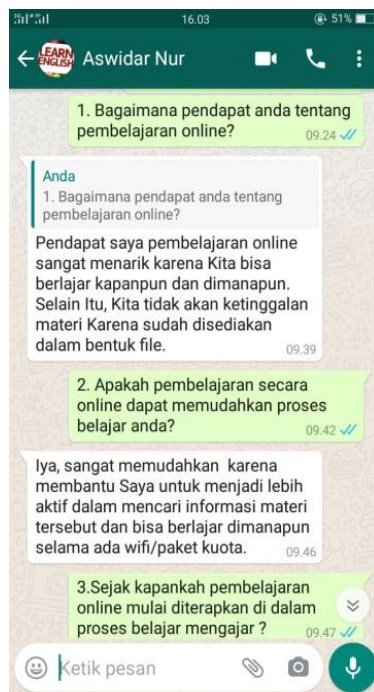 16.03
51%
LEARN
ENGLISH
Aswidar Nur
1. Bagaimana pendapat anda tentang
pembelajaran online?
09.24
Anda
1. Bagaimana pendapat anda tentang
pembelajaran online?
Pendapat saya pembelajaran online
sangat menarik karena Kita bisa
berlajar kapanpun dan dimanapun.
Selain Itu, Kita tidak akan ketinggalan
materi Karena sudah disediakan
dalam bentuk file.
09.39
2. Apakah pembelajaran secara
online dapat memudahkan proses
belajar anda?
09.42
Iya, sangat memudahkan karena
membantu Saya untuk menjadi lebih
aktif dalam mencari informasi materi
tersebut dan bisa berlajar dimanapun
selama ada wifi/paket kuota.
09.46
3.Sejak kapankah pembelajaran
online mulai diterapkan di dalam
proses belajar mengajar ?
09.47
Ketik pesan